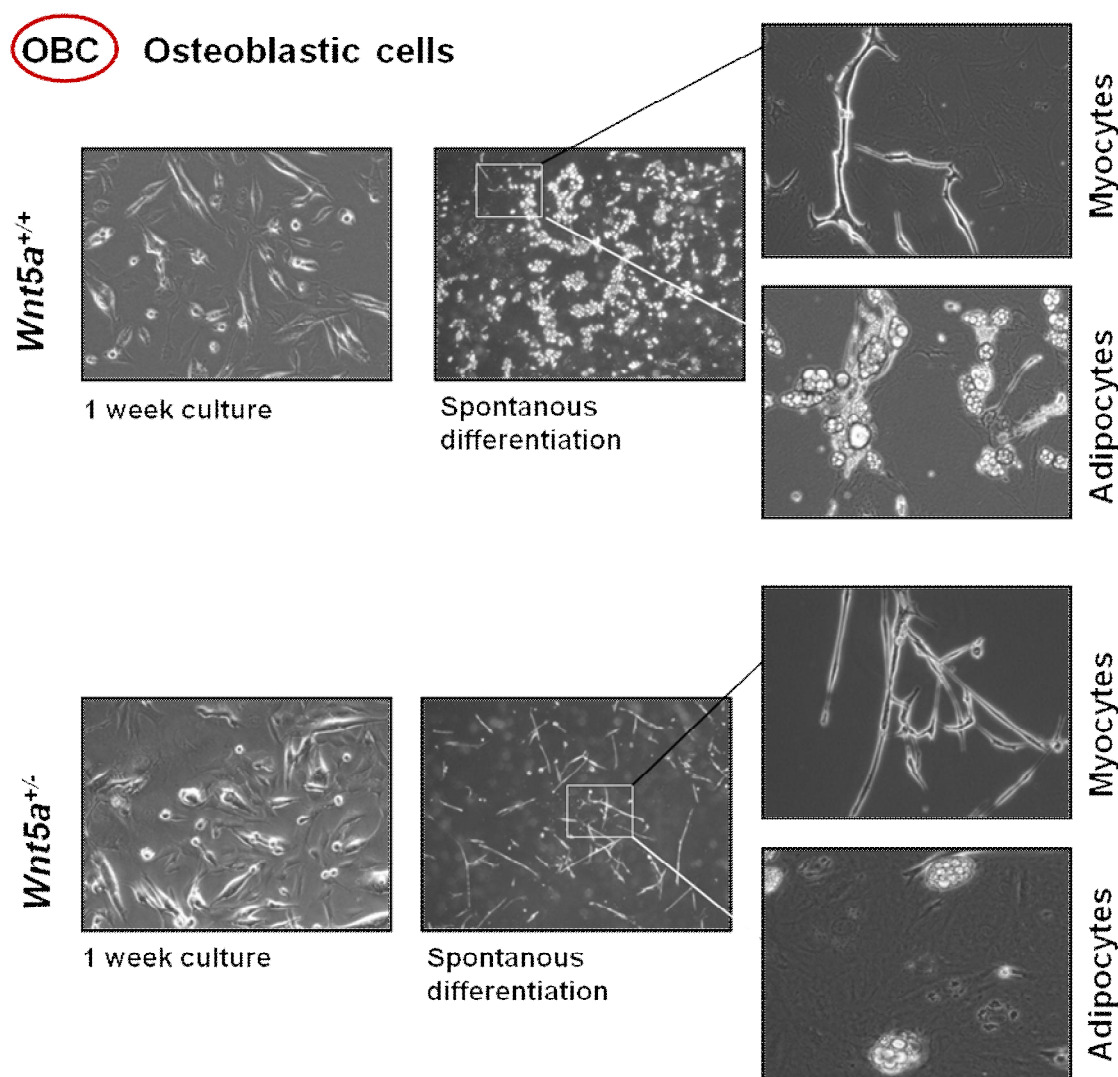 OBC Osteoblastic cells
Wnt5a+/+
1 week culture
Spontanous
differentiation
Myocytes
Adipocytes
Wnt5a+/-
1 week culture
Spontanous
differentiation
Myocytes
Adipocytes